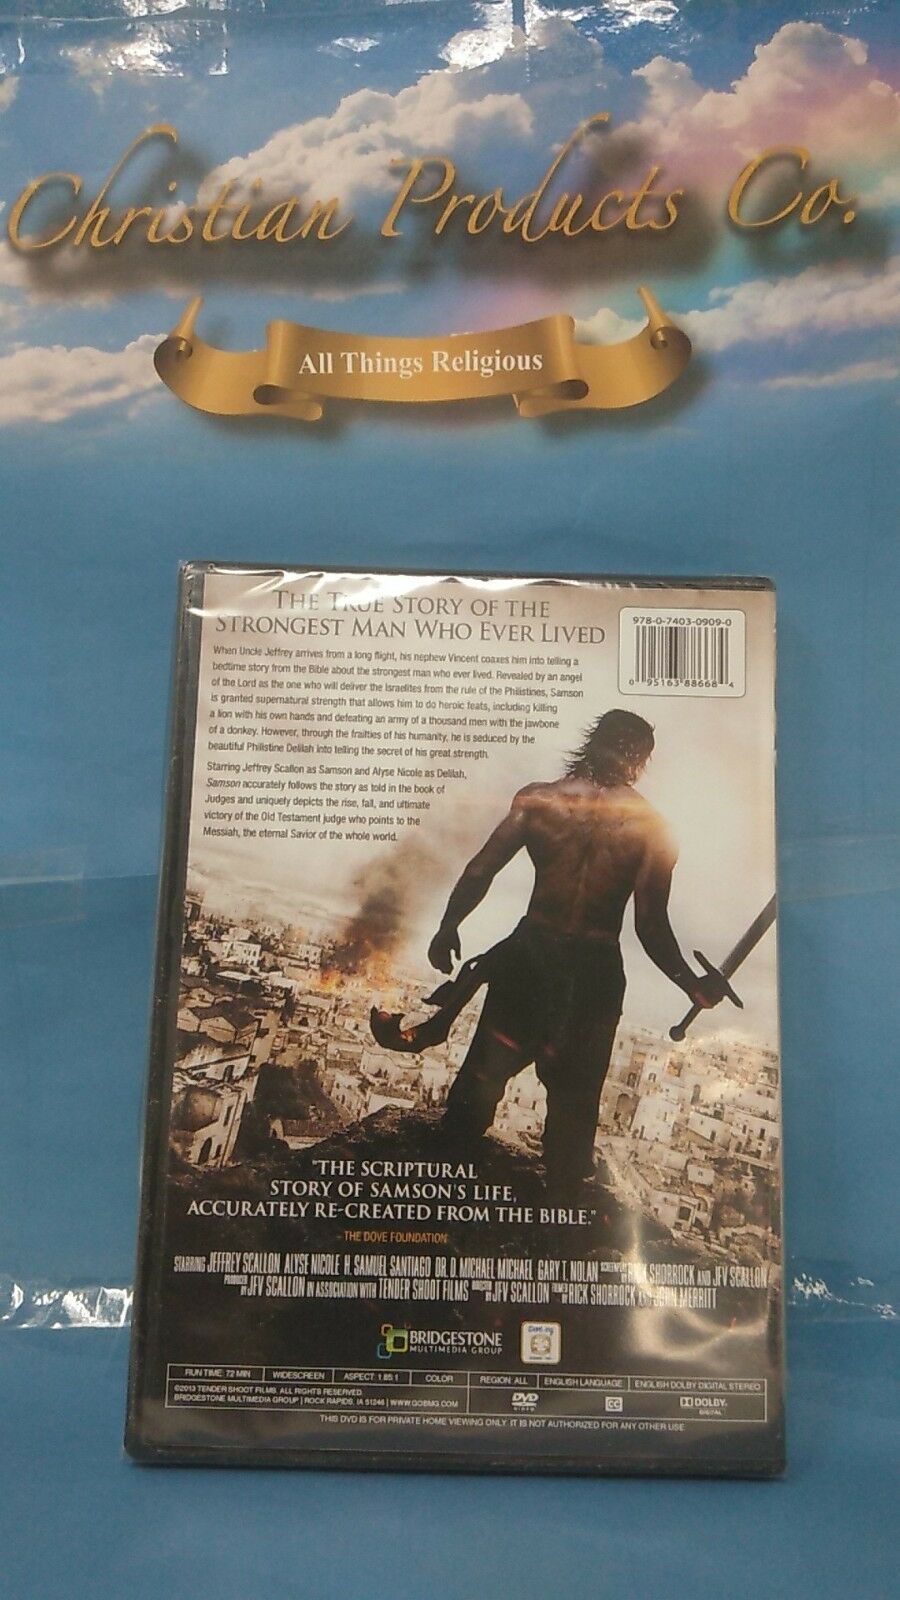 Christian Products Co.
All Things Religious
THE TRUE STORY OF THE
STRONGEST MAN WHO EVER LIVED
978-0-7403-0909-0
0 95163 88668 4
When Uncle Jeffrey arrives from a long flight, his nephew Vincent coaxes him into telling a
bedtime story from the Bible about the strongest man who ever lived. Revealed by an angel
of the Lord as the one who will deliver the Israelites from the rule of the Philistines, Samson
is granted supernatural strength that allows him to do heroic feats, including killing
a lion with his own hands and defeating an army of a thousand men with the jawbone
of a donkey. However, through the frailties of his humanity, he is seduced by the
beautiful Philistine Delilah into telling the secret of his great strength.
Starring Jeffrey Scallon as Samson and Alyse Nicole as Delilah,
Samson accurately follows the story as told in the book of
Judges and uniquely depicts the rise, fall, and ultimate
victory of the Old Testament judge who points to the
Messiah, the eternal Savior of the whole world.
"THE SCRIPTURAL
STORY OF SAMSON'S LIFE,
ACCURATELY RE-CREATED FROM THE BIBLE."
- THE DOVE FOUNDATION
STARRING JEFFREY SCALLON ALYSE NICOLE H. SAMUEL SANTIAGO DR. D. MICHAEL MICHAEL GARY T. NOLAN SCREENPLAY BY RICK SHORROCK AND JFV SCALLON
PRODUCED BY JFV SCALLON IN ASSOCIATION WITH TENDER SHOOT FILMS DIRECTED BY JFV SCALLON BY RICK SHORROCK JOHN MERRITT
BRIDGESTONE
MULTIMEDIA GROUP
RUN TIME: 72 MIN WIDESCREEN ASPECT: 1.85:1 COLOR REGION: ALL ENGLISH LANGUAGE ENGLISH DOLBY DIGITAL STEREO
©2013 TENDER SHOOT FILMS. ALL RIGHTS RESERVED.
BRIDGESTONE MULTIMEDIA GROUP | ROCK RAPIDS, IA 51246 | WWW.GOBMG.COM
DVD
VIDEO
CC
DOLBY
DIGITAL
THIS DVD IS FOR PRIVATE HOME VIEWING ONLY. IT IS NOT AUTHORIZED FOR ANY OTHER USE.